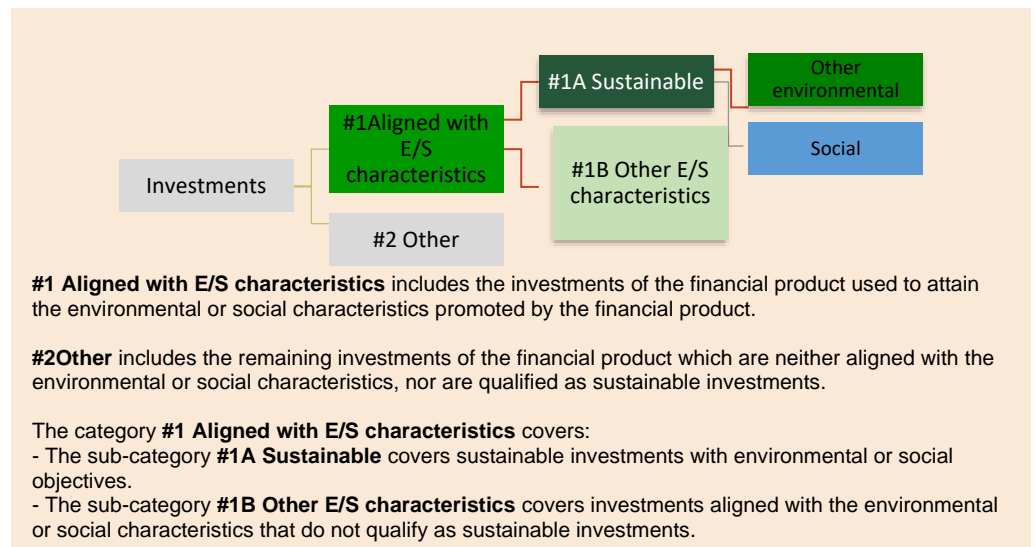 Investments
#1Aligned with
E/S
characteristics
#2 Other
#1A Sustainable
#1B Other E/S
characteristics
Other
environmental
Social
#1 Aligned with E/S characteristics includes the investments of the financial product used to attain
the environmental or social characteristics promoted by the financial product.
#2Other includes the remaining investments of the financial product which are neither aligned with the
environmental or social characteristics, nor are qualified as sustainable investments.
The category #1 Aligned with E/S characteristics covers:
- The sub-category #1A Sustainable covers sustainable investments with environmental or social
objectives.
- The sub-category #1B Other E/S characteristics covers investments aligned with the environmental
or social characteristics that do not qualify as sustainable investments.